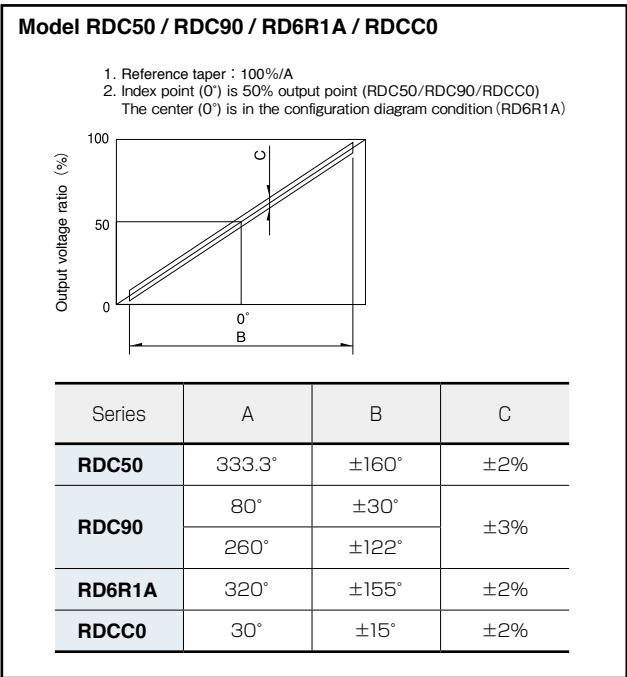 Model RDC50 / RDC90 / RD6R1A / RDCC0
1. Reference taper : 100%/A
2. Index point (0°) is 50% output point (RDC50/RDC90/RDCC0)
The center (0°) is in the configuration diagram condition (RD6R1A)
Output voltage ratio (%)
100
50
0
C
0°
B
Series A B C
RDC50 333.3° ±160° ±2%
RDC90 80° ±30° ±3%
260° ±122°
RD6R1A 320° ±155° ±2%
RDCC0 30° ±15° ±2%